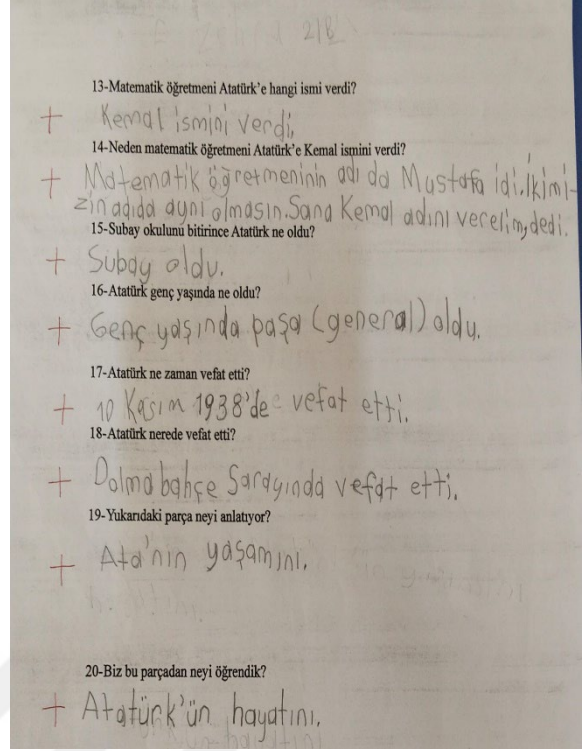 21B
13-Matematik öğretmeni Atatürk'e hangi ismi verdi?
+ Kemal ismini verdi.
14-Neden matematik öğretmeni Atatürk'e Kemal ismini verdi?
+ Matematik öğretmeninin adı da Mustafa idi. İkimi-
zin adıda aynı olmasın. Sana Kemal adını verelim, dedi.
15-Subay okulunu bitirince Atatürk ne oldu?
+ Subay oldu.
16-Atatürk genç yaşında ne oldu?
+ Genç yaşında paşa (general) oldu.
17-Atatürk ne zaman vefat etti?
+ 10 Kasım 1938'de vefat etti.
18-Atatürk nerede vefat etti?
+ Dolmabahçe Sarayında vefat etti.
19-Yukarıdaki parça neyi anlatıyor?
+ Ata'nin yaşamını.
20-Biz bu parçadan neyi öğrendik?
+ Atatürk'ün hayatını.